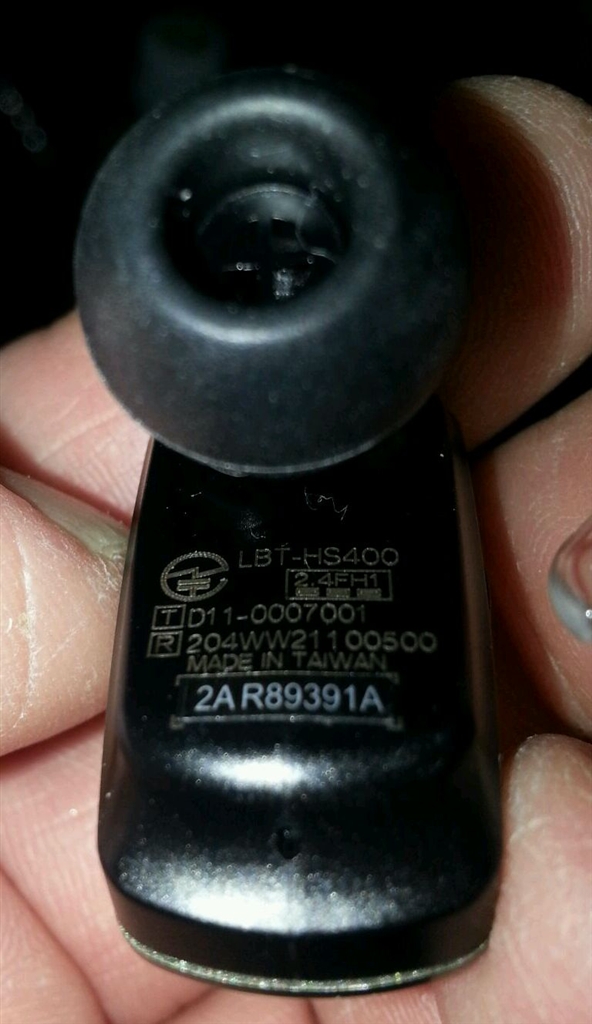 LBT-HS400
2.4FH1
T D11-0007001
R 204WW21100500
MADE IN TAIWAN
2AR89391A